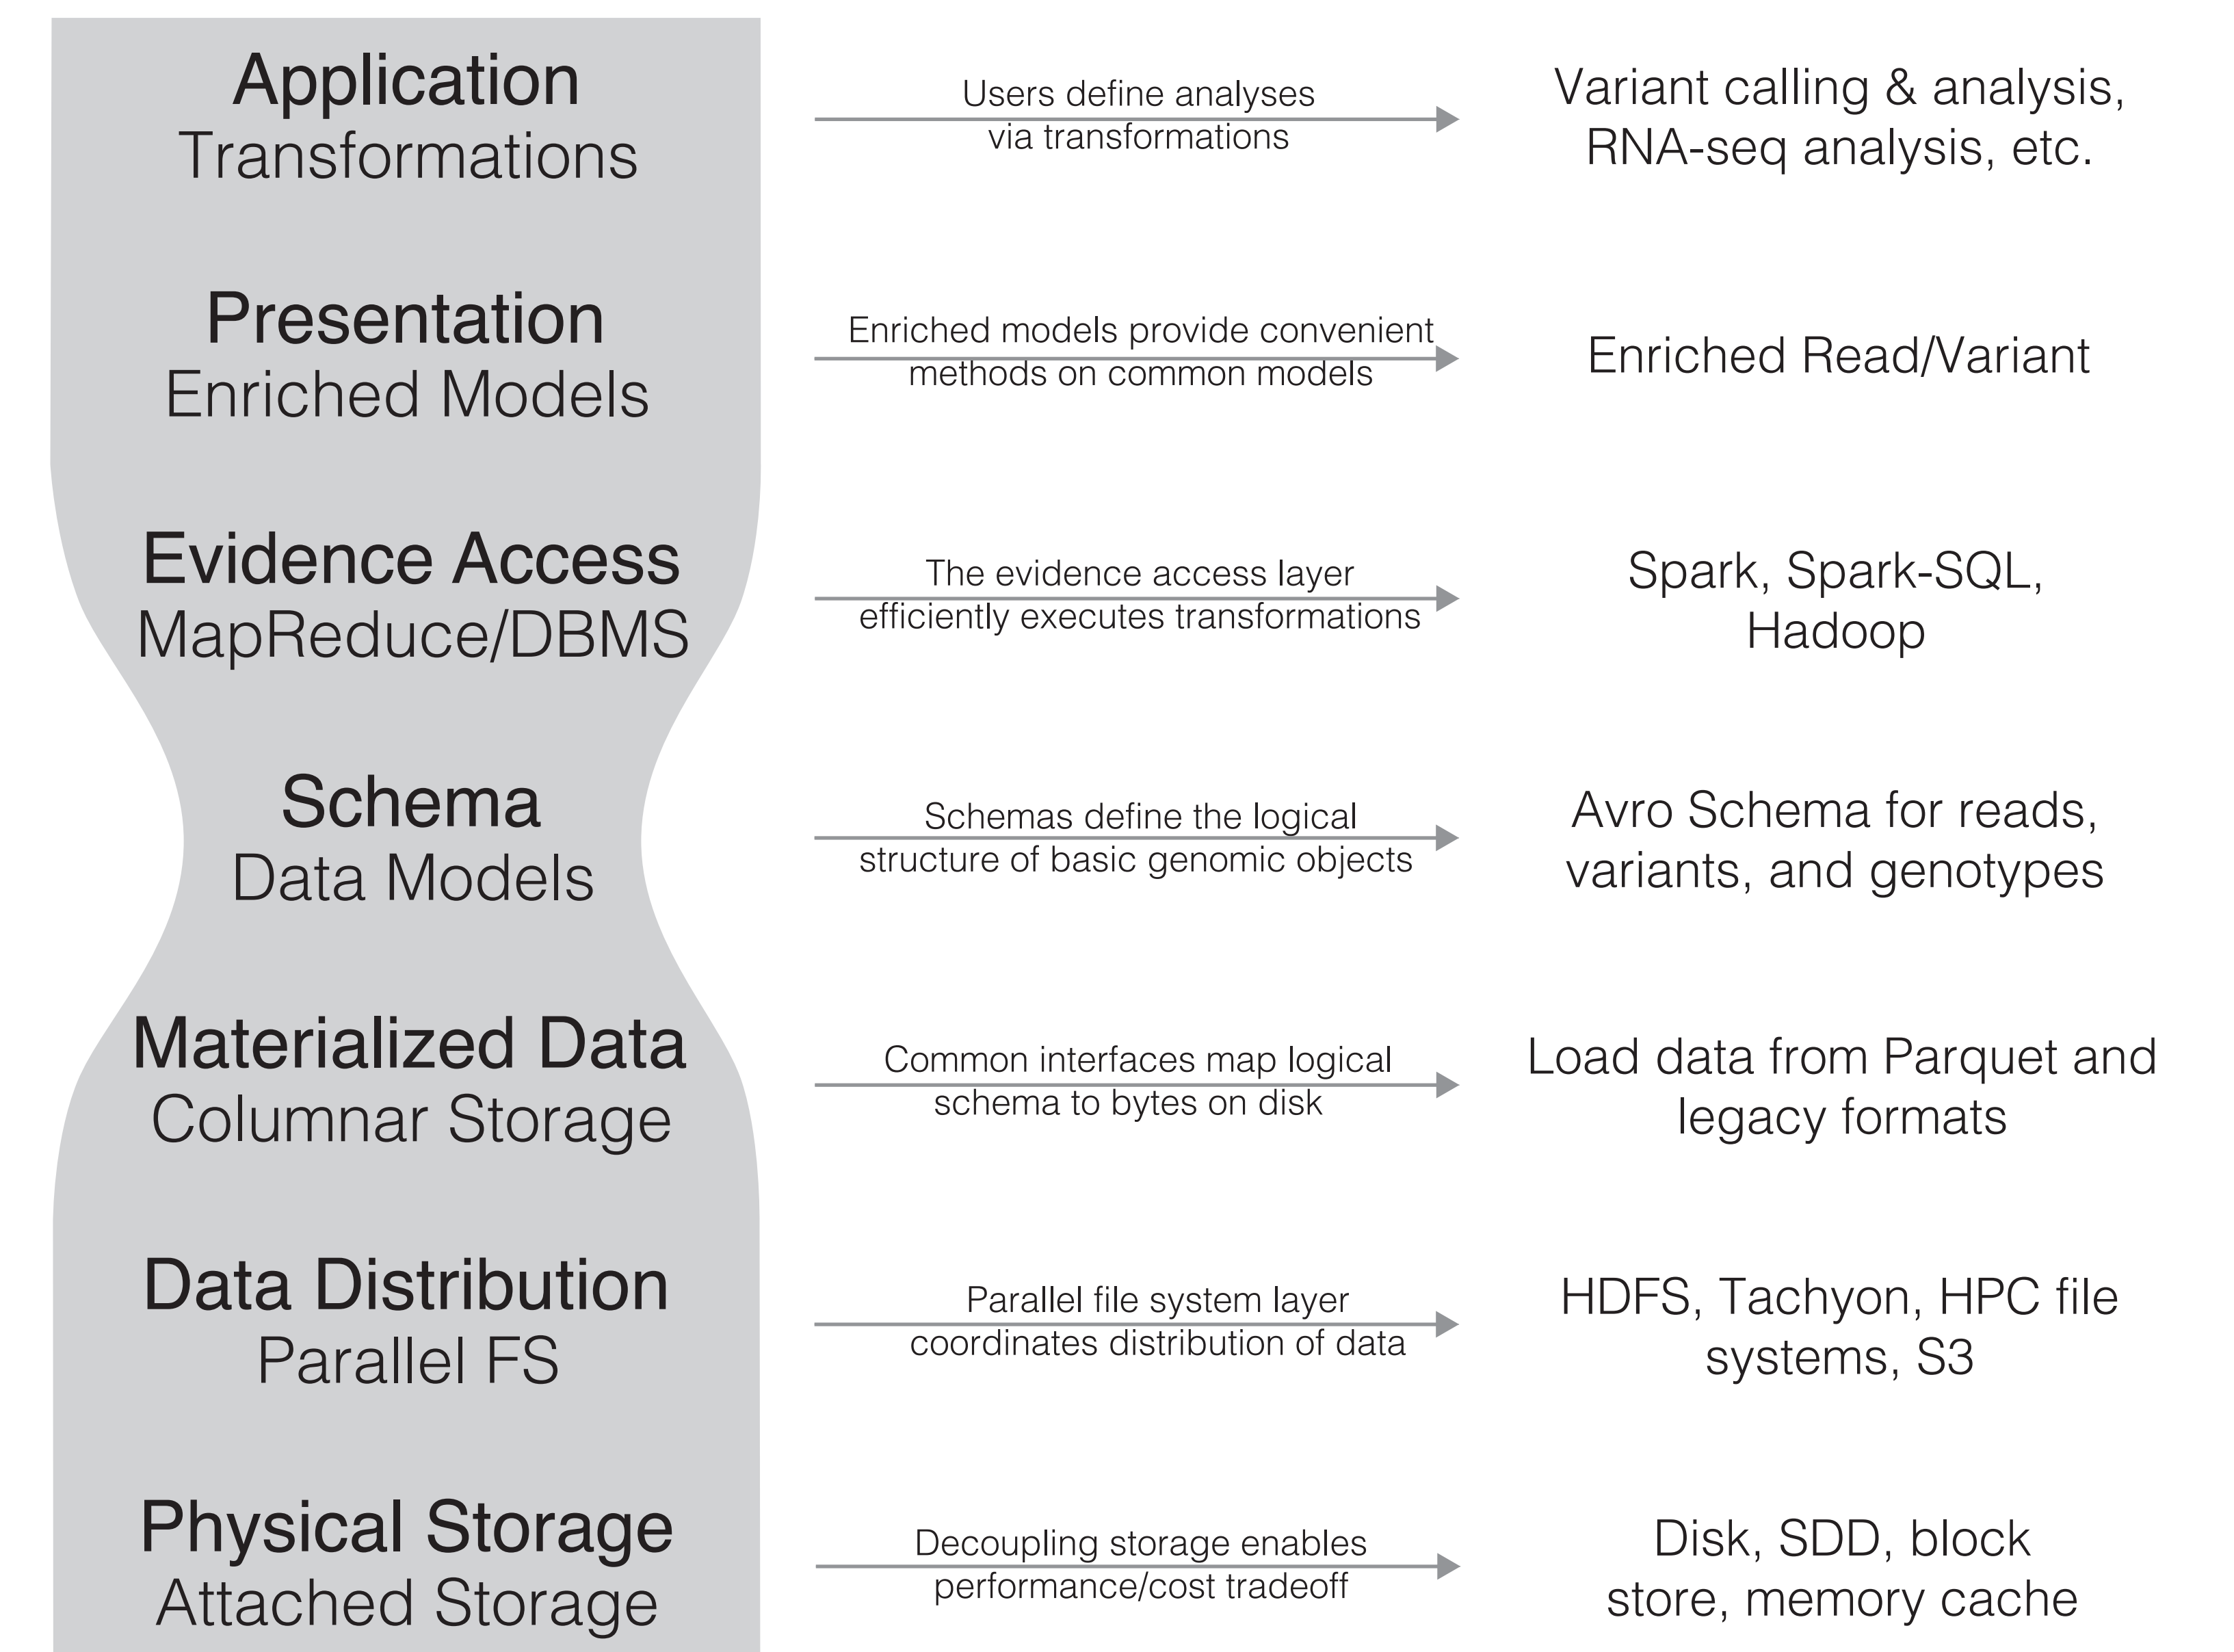 Application
Transformations
Users define analyses
via transformations
Variant calling & analysis,
RNA-seq analysis, etc.
Presentation
Enriched Models
Enriched models provide convenient
methods on common models
Enriched Read/Variant
Evidence Access
MapReduce/DBMS
The evidence access layer
efficiently executes transformations
Spark, Spark-SQL,
Hadoop
Schema
Data Models
Schemas define the logical
structure of basic genomic objects
Avro Schema for reads,
variants, and genotypes
Materialized Data
Columnar Storage
Common interfaces map logical
schema to bytes on disk
Load data from Parquet and
legacy formats
Data Distribution
Parallel FS
Parallel file system layer
coordinates distribution of data
HDFS, Tachyon, HPC file
systems, S3
Physical Storage
Attached Storage
Decoupling storage enables
performance/cost tradeoff
Disk, SDD, block
store, memory cache